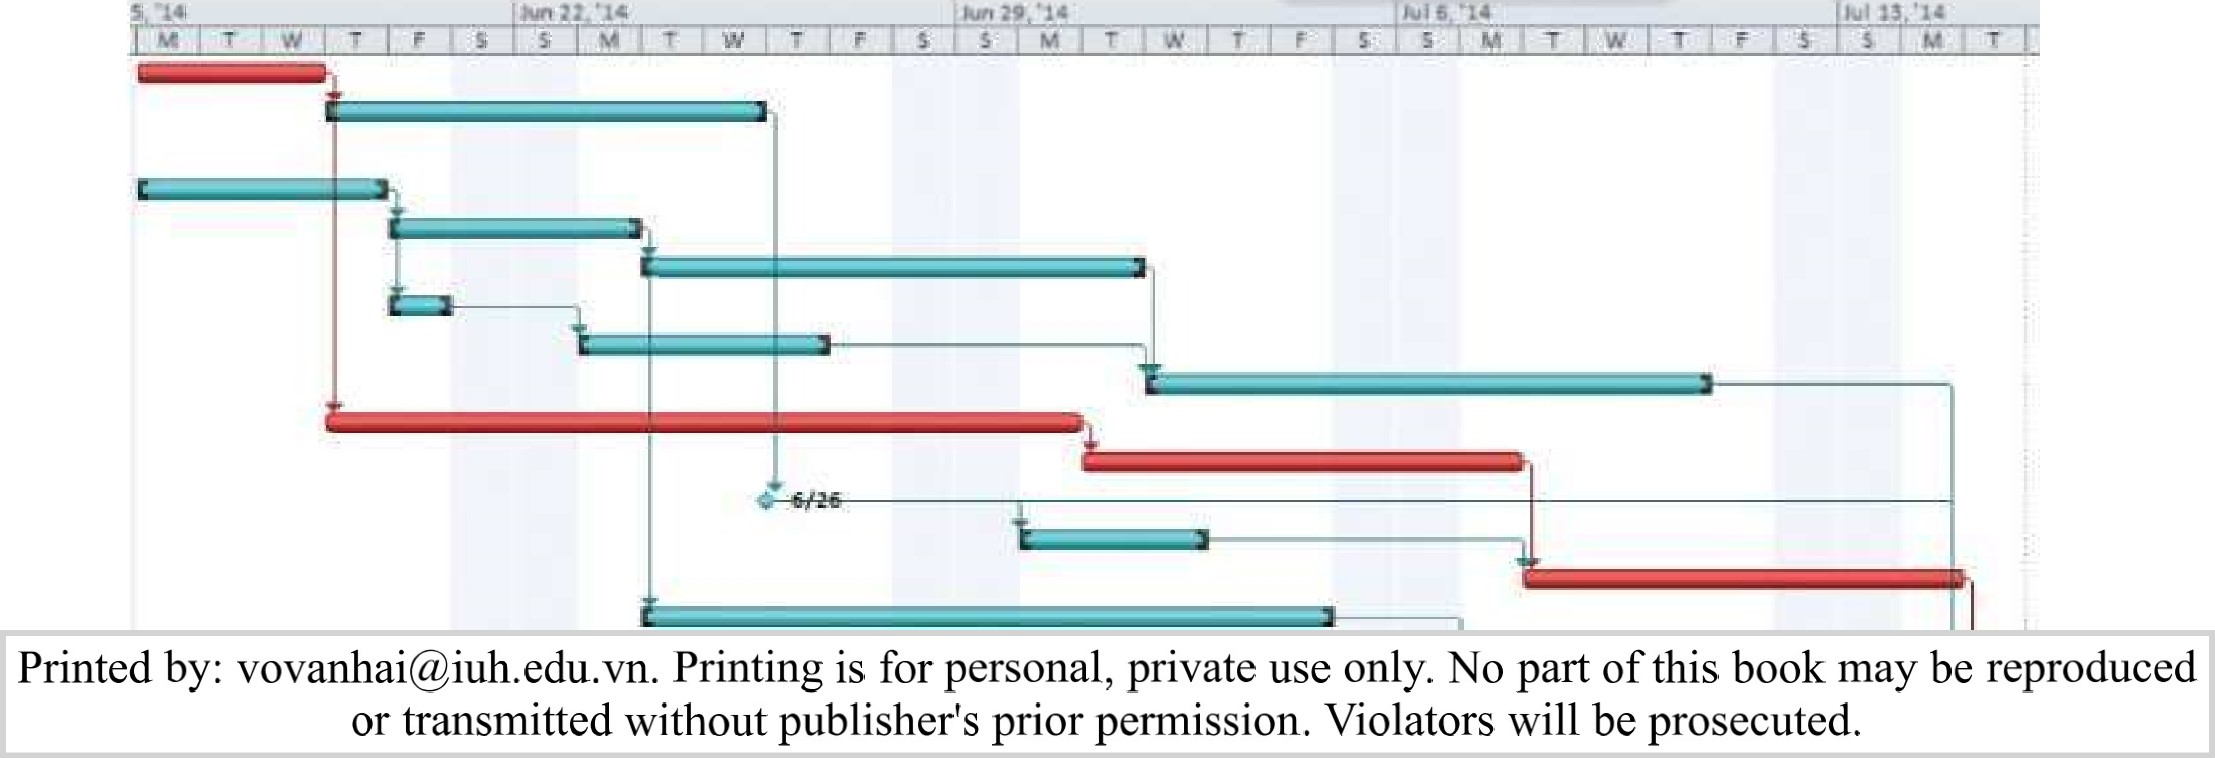 5, '14 Jun 22, '14 Jun 29, '14 Jul 6, '14 Jul 13, '14
M T W T F S S M T W T F S S M T W T F S S M T W T F S S M T
6/26
Printed by: vovanhai@iuh.edu.vn. Printing is for personal, private use only. No part of this book may be reproduced
or transmitted without publisher's prior permission. Violators will be prosecuted.